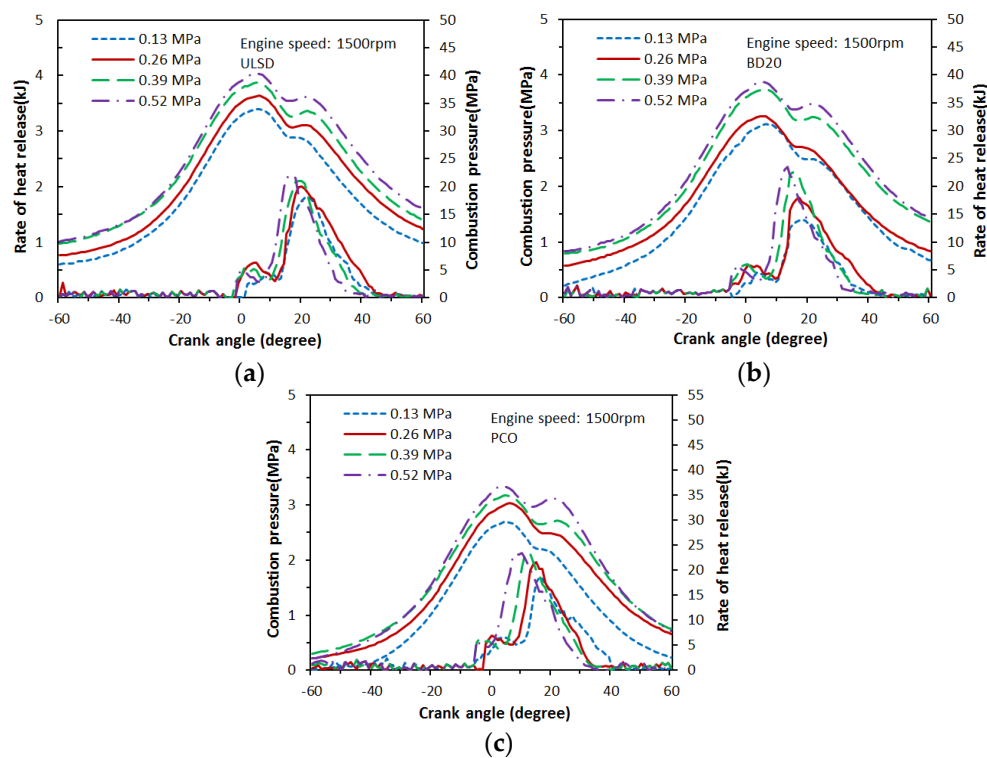 5
4
3
2
1
0
Rate of heat release(kJ)
0.13 MPa
0.26 MPa
0.39 MPa
0.52 MPa
Engine speed: 1500rpm
ULSD
50
45
40
35
30
25
20
15
10
5
0
Combustion pressure(MPa)
-60 -40 -20 0 20 40 60
Crank angle (degree)
(a)
5
4
3
2
1
0
Combustion pressure(MPa)
0.13 MPa
0.26 MPa
0.39 MPa
0.52 MPa
Engine speed: 1500rpm
BD20
50
45
40
35
30
25
20
15
10
5
0
Rate of heat release(kJ)
-60 -40 -20 0 20 40 60
Crank angle (degree)
(b)
5
4
3
2
1
0
Combustion pressure(MPa)
0.13 MPa
0.26 MPa
0.39 MPa
0.52 MPa
Engine speed: 1500rpm
PCO
55
50
45
40
35
30
25
20
15
10
5
0
Rate of heat release(kJ)
-60 -40 -20 0 20 40 60
Crank angle (degree)
(c)